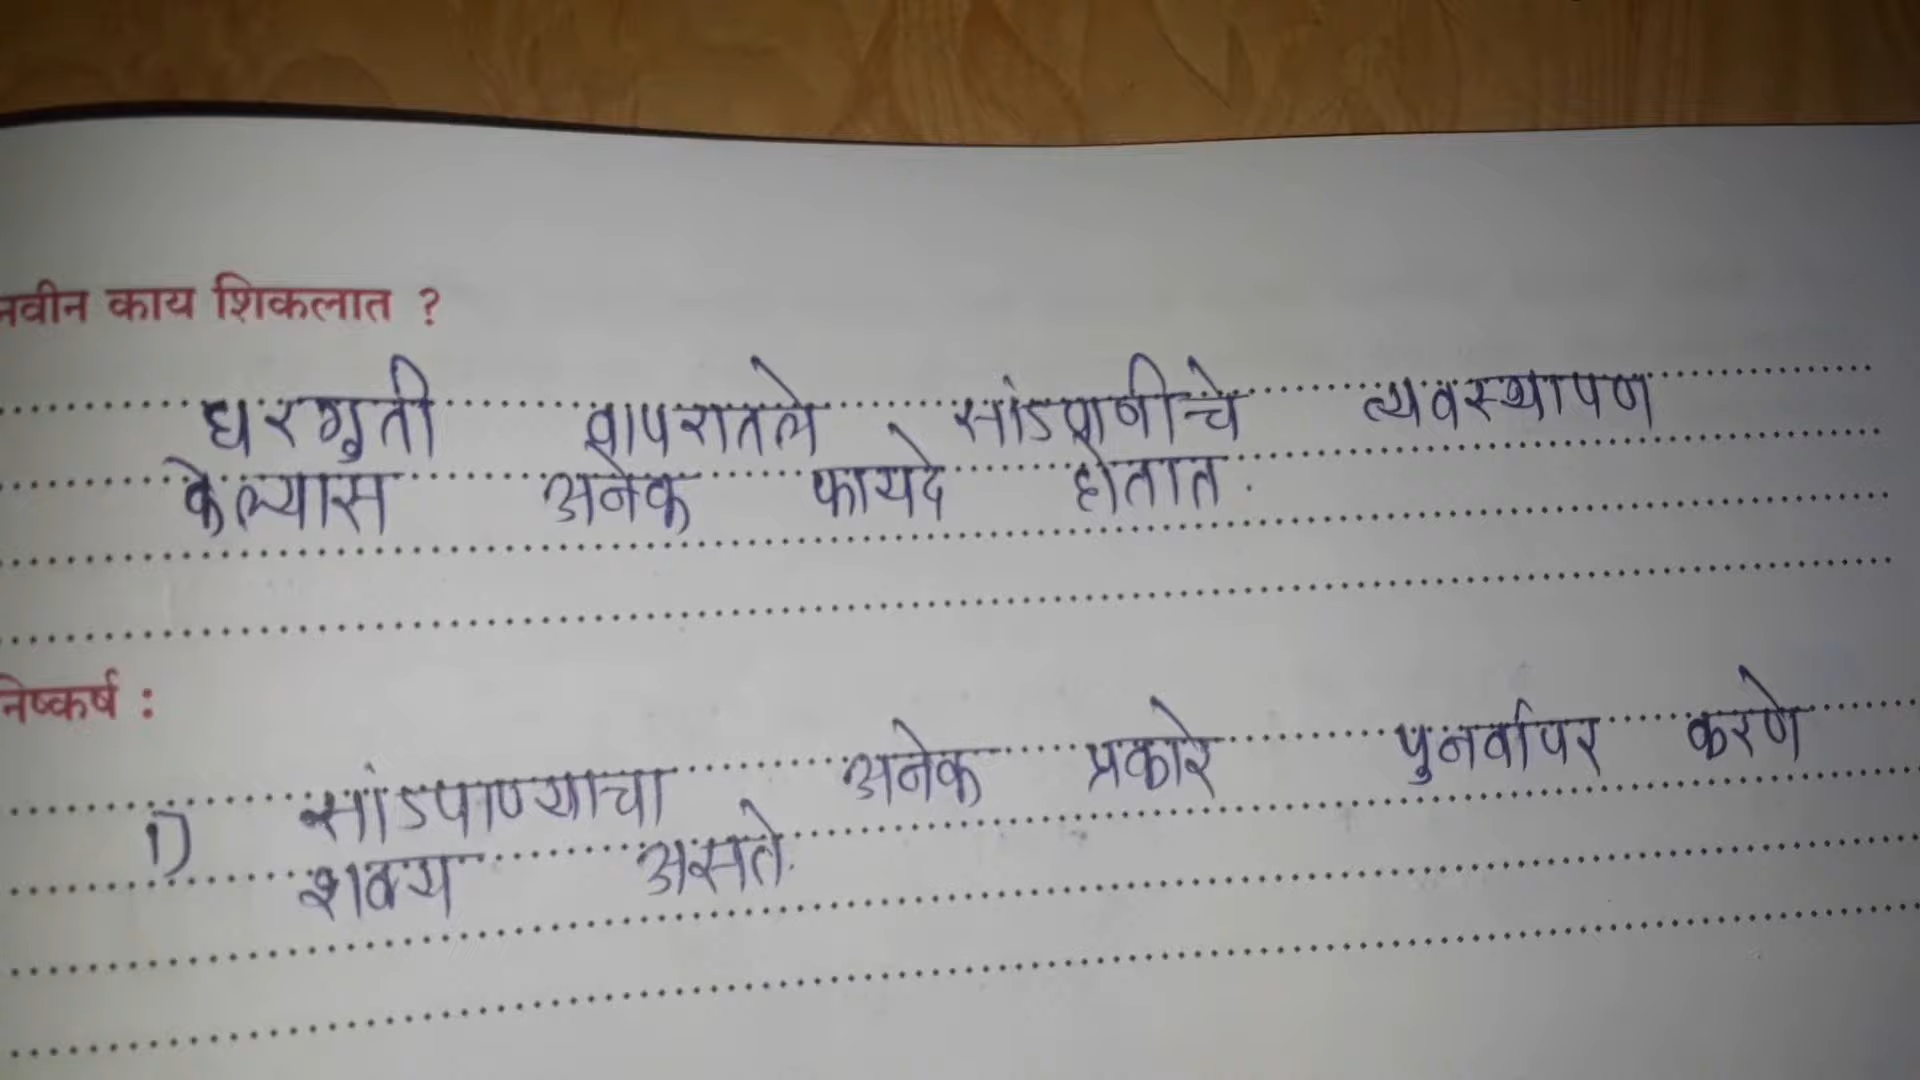 नवीन काय शिकलात ?
घरगुती वापरातले सांडपाणीचे व्यवस्थापण
केल्यास अनेक फायदे होतात.
निष्कर्ष :
1) सांडपाण्याचा अनेक प्रकारे पुनर्वापर करणे
शक्य असते.